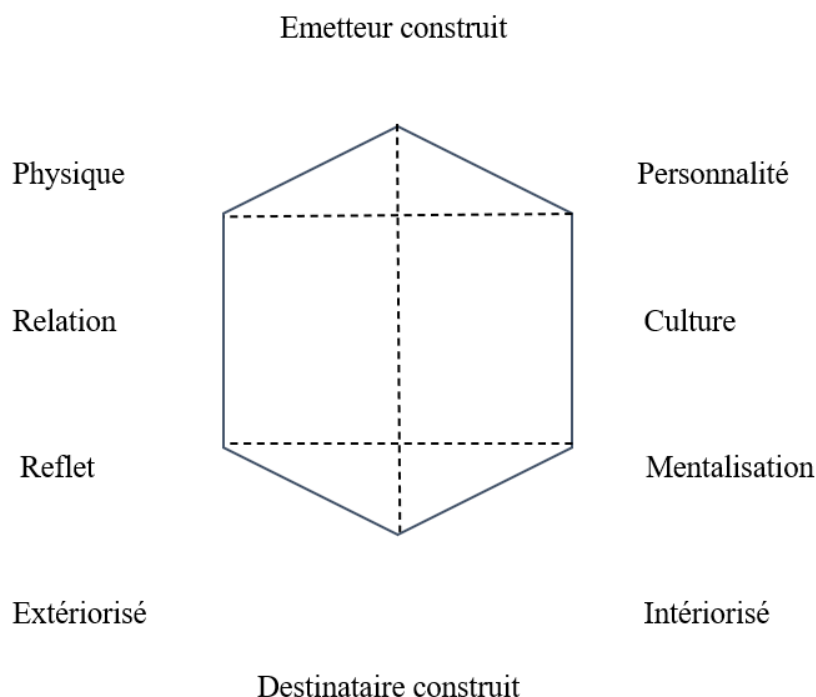 Emetteur construit
Physique
Personnalité
Relation
Culture
Reflet
Mentalisation
Extériorisé
Intériorisé
Destinataire construit